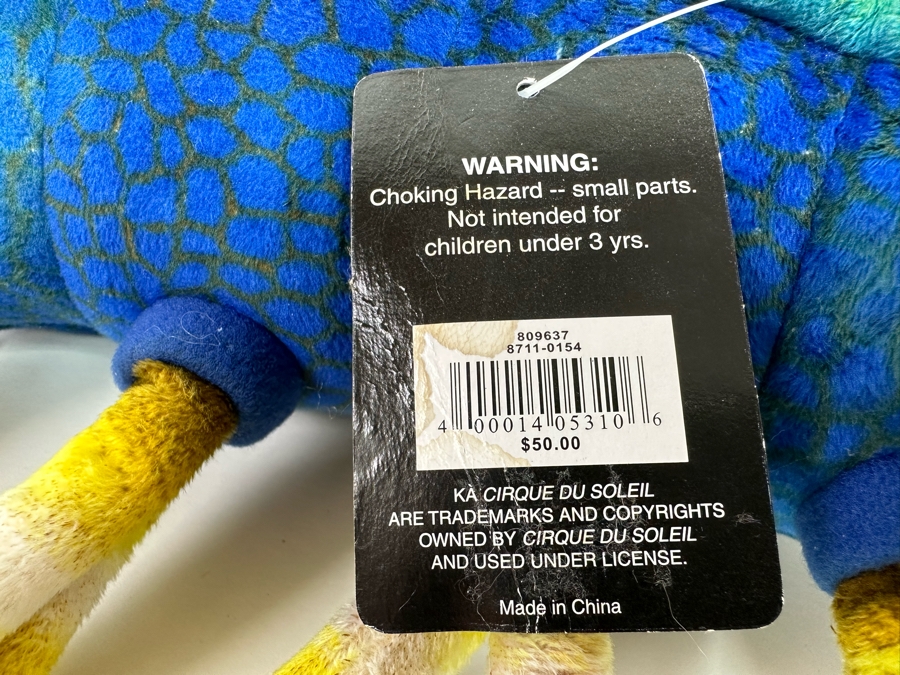 WARNING:
Choking Hazard -- small parts.
Not intended for
children under 3 yrs.
809637
8711-0154
4 00014 05310 6
$50.00
KÀ CIRQUE DU SOLEIL
ARE TRADEMARKS AND COPYRIGHTS
OWNED BY CIRQUE DU SOLEIL
AND USED UNDER LICENSE.
Made in China